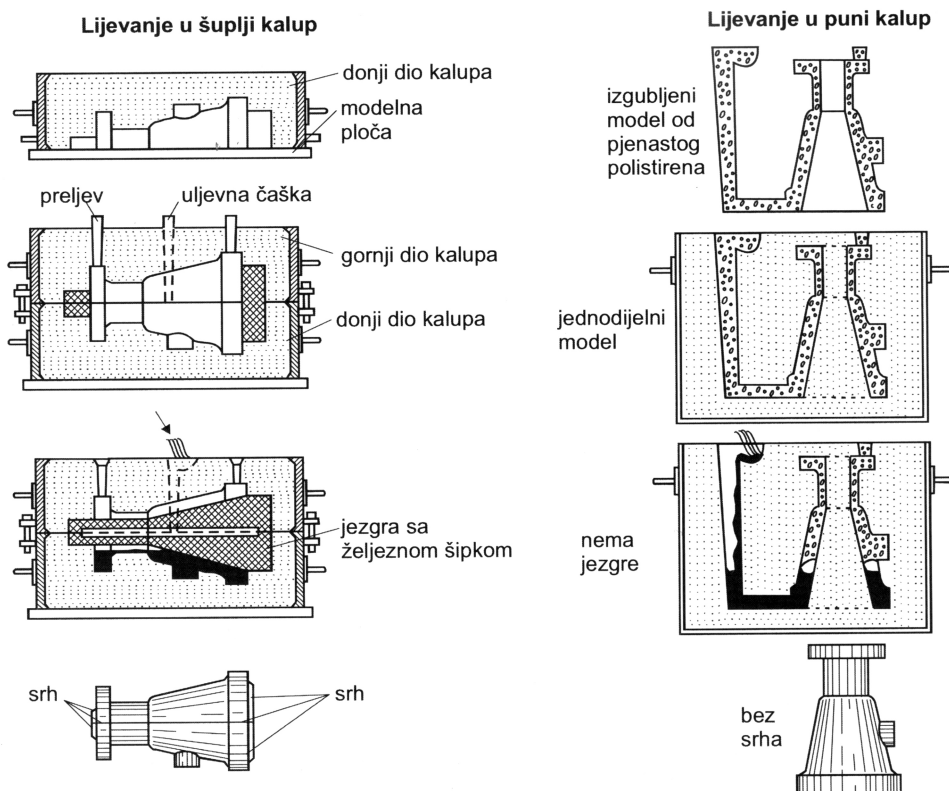 Lijevanje u šuplji kalup
donji dio kalupa
modelna
ploča
preljev
uljevna čaška
gornji dio kalupa
donji dio kalupa
jezgra sa
željeznom šipkom
srh
srh
Lijevanje u puni kalup
izgubljeni
model od
pjenastog
polistirena
jednodijelni
model
nema
jezgre
bez
srha